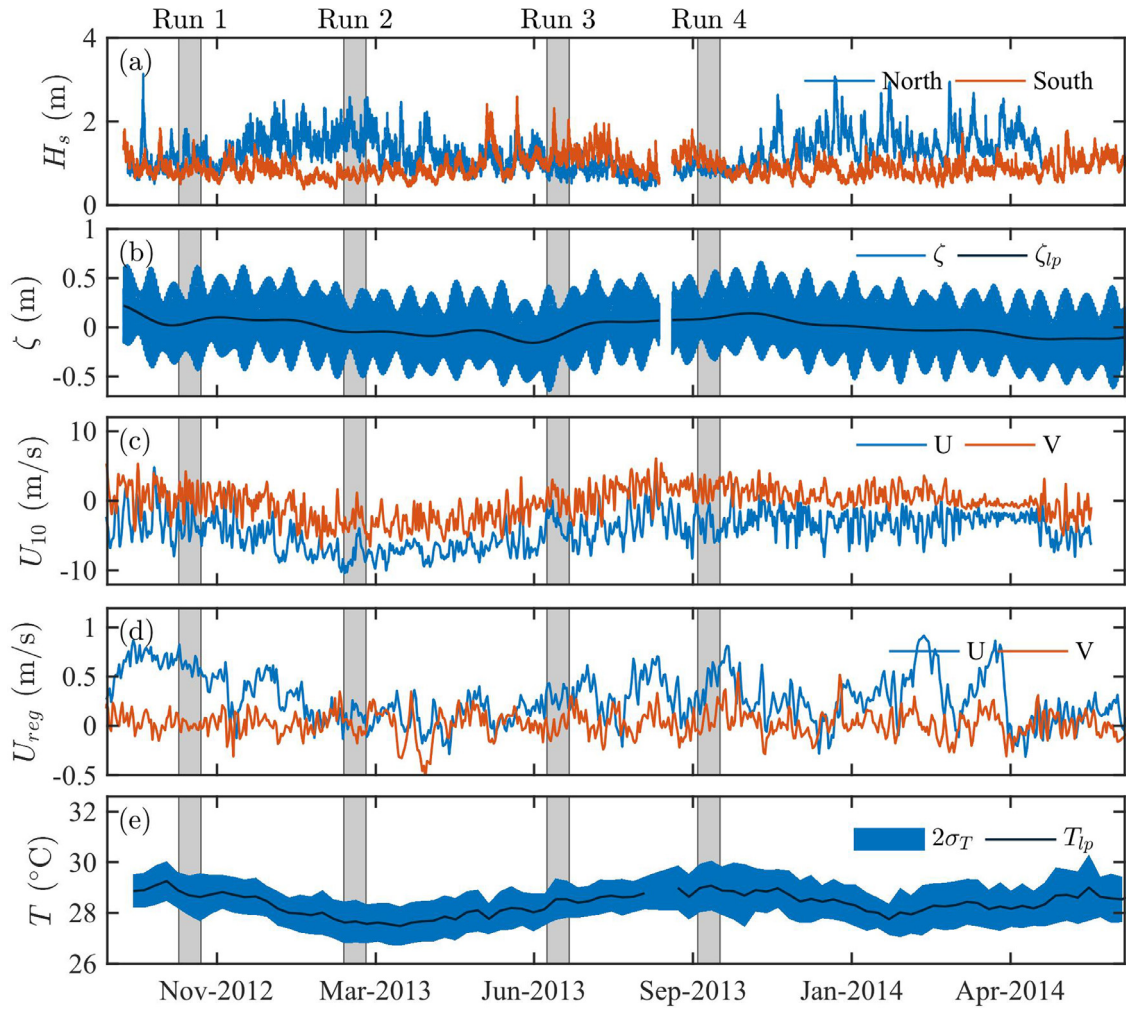 Run 1 Run 2 Run 3 Run 4
(a)
North South
4
2
0
H_s (m)
(b)
ζ ζ_lp
1
0.5
0
-0.5
ζ (m)
(c)
U V
10
0
-10
U_10 (m/s)
(d)
U V
1
0.5
0
-0.5
U_reg (m/s)
(e)
2σ_T T_lp
32
30
28
26
T (°C)
Nov-2012 Mar-2013 Jun-2013 Sep-2013 Jan-2014 Apr-2014